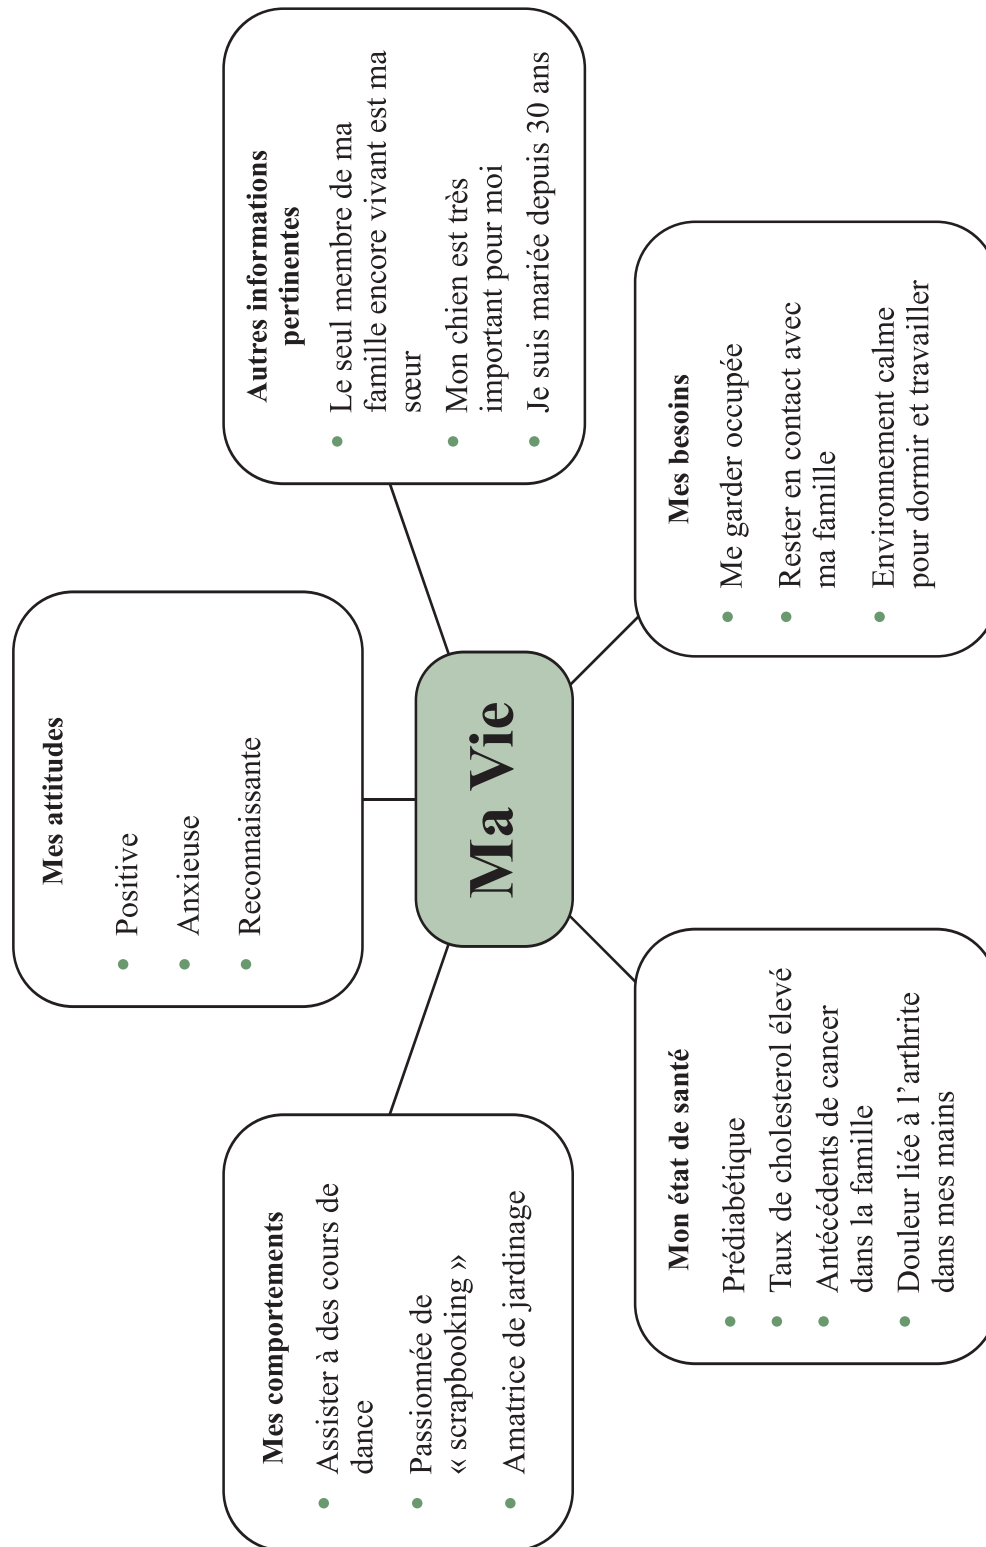 Mes attitudes
Positive
Anxieuse
Reconnaissante
Mes comportements
Assister à des cours de
dance
Passionnée de
« scrapbooking »
Amatrice de jardinage
Ma Vie
Autres informations
pertinentes
Le seul membre de ma
famille encore vivant est ma
sœur
Mon chien est très
important pour moi
Je suis mariée depuis 30 ans
Mon état de santé
Prédiabétique
Taux de cholesterol élevé
Antécédents de cancer
dans la famille
Douleur liée à l’arthrite
dans mes mains
Mes besoins
Me garder occupée
Rester en contact avec
ma famille
Environnement calme
pour dormir et travailler